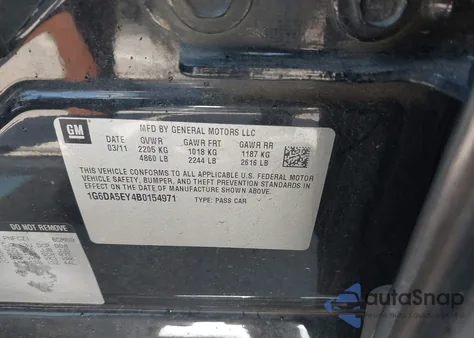 GM
MFD BY GENERAL MOTORS LLC
DATE GVWR GAWR FRT GAWR RR
03/11 2205 KG 1018 KG 1187 KG
4860 LB 2244 LB 2616 LB
THIS VEHICLE CONFORMS TO ALL APPLICABLE U.S. FEDERAL MOTOR
VEHICLE SAFETY, BUMPER, AND THEFT PREVENTION STANDARDS IN
EFFECT ON THE DATE OF MANUFACTURE SHOWN ABOVE.
1G6DA5EY4B0154971 TYPE: PASS CAR
DO NOT REMOVE
autoSnap